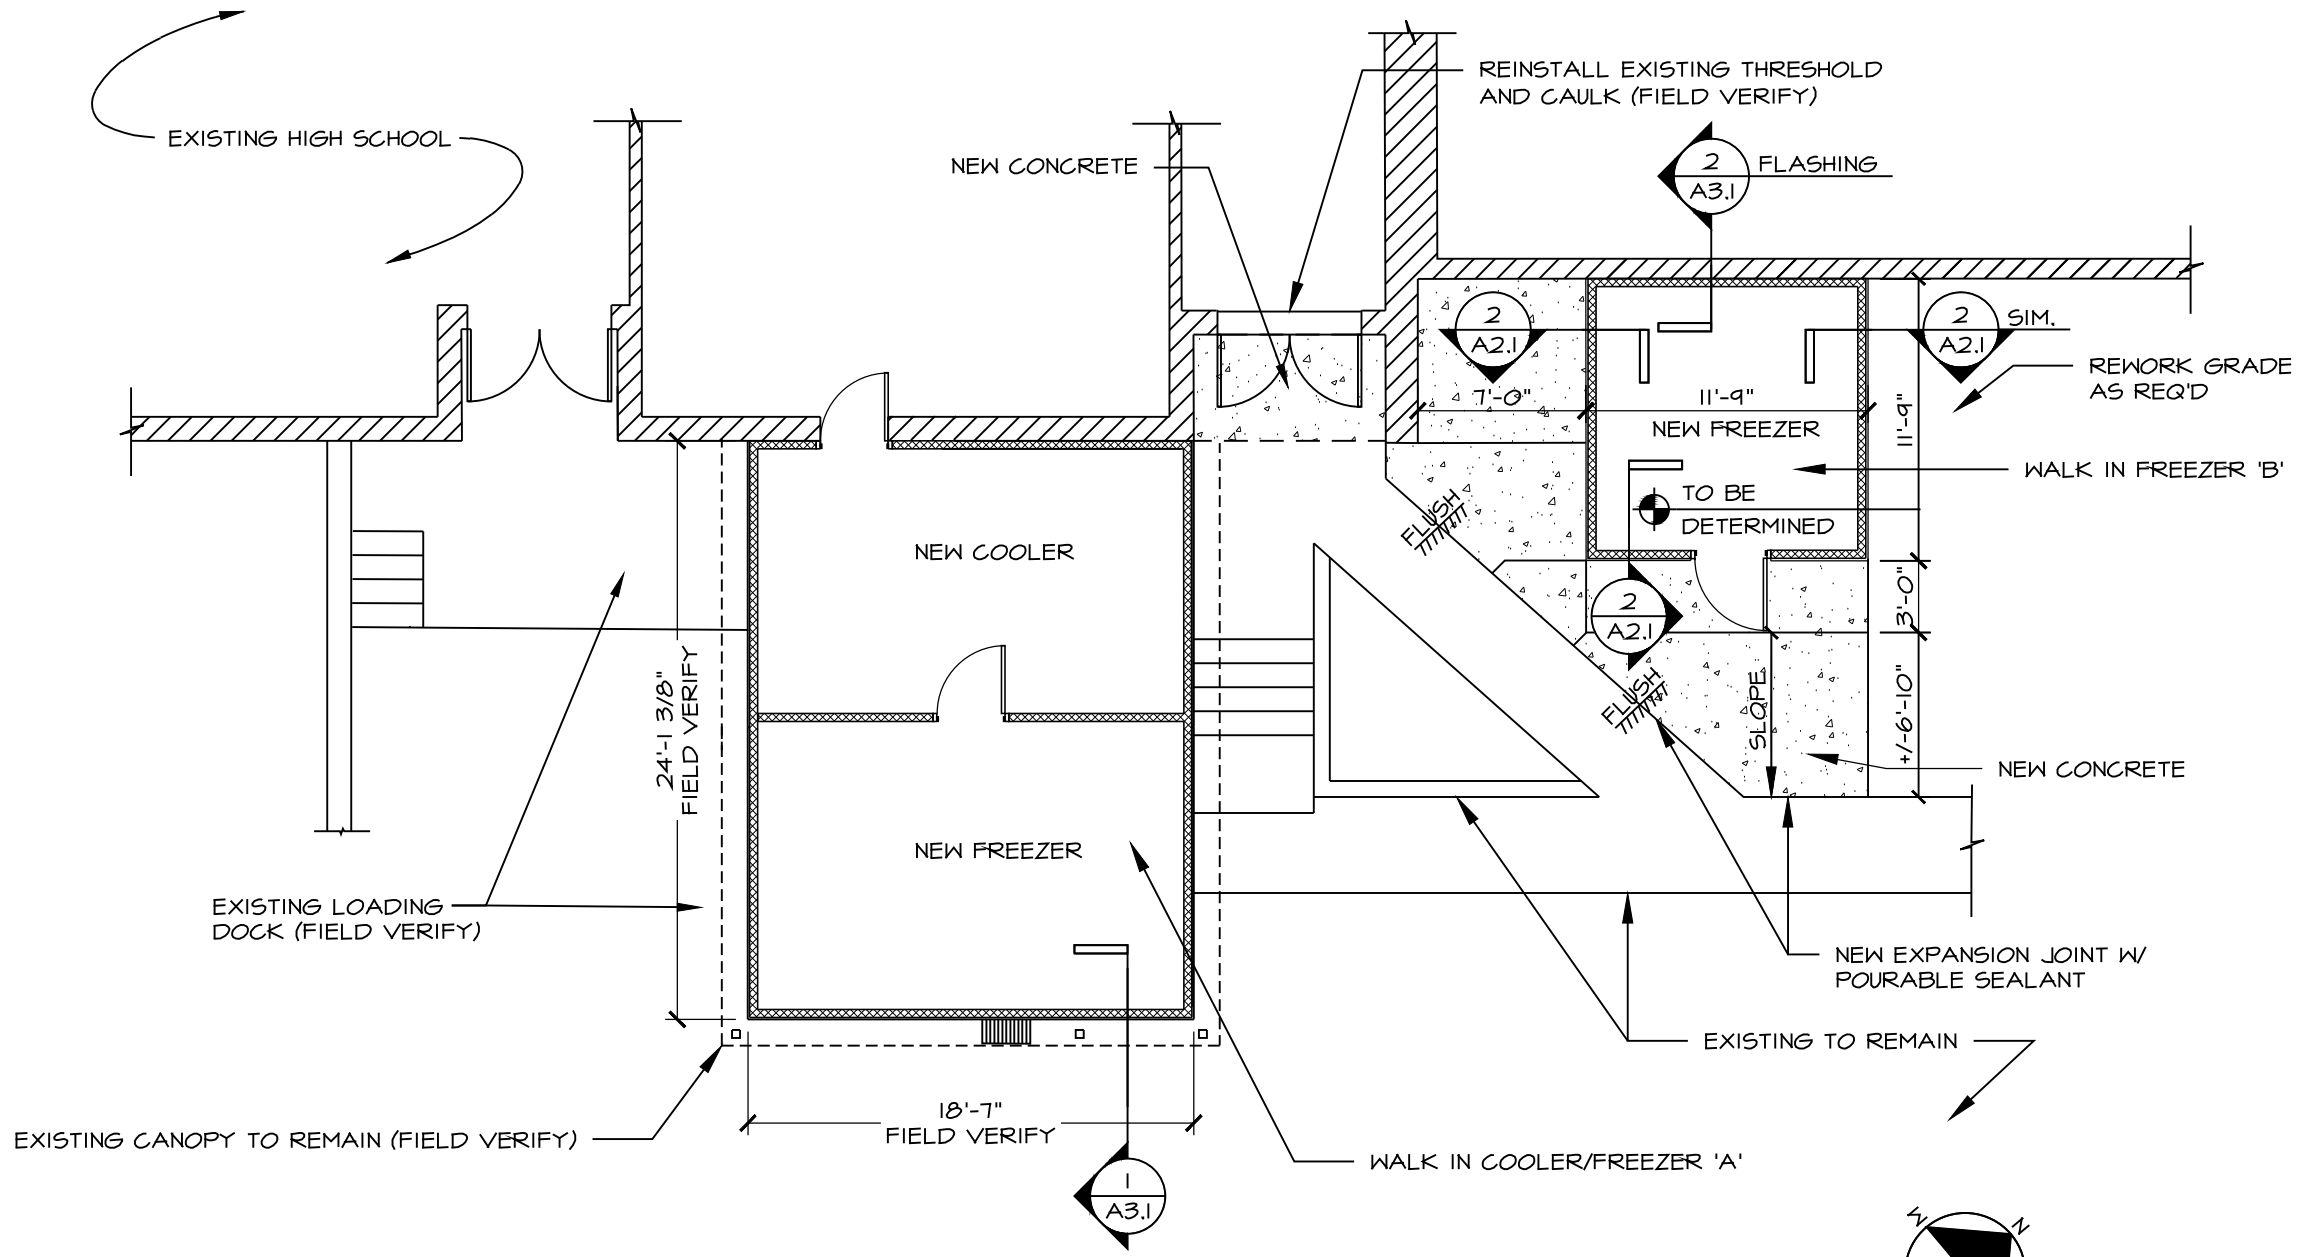 EXISTING HIGH SCHOOL
REINSTALL EXISTING THRESHOLD
AND CAULK (FIELD VERIFY)
NEW CONCRETE
2
A3.1
FLASHING
2
A2.1
2
A2.1
SIM.
REWORK GRADE
AS REQ'D
7'-0"
11'-9"
NEW FREEZER
11'-9"
WALK IN FREEZER 'B'
TO BE
DETERMINED
FLUSH
NEW COOLER
3'-0"
2
A2.1
FLUSH
SLOPE
+/-6'-10"
24'-1 3/8"
FIELD VERIFY
NEW CONCRETE
NEW FREEZER
EXISTING LOADING
DOCK (FIELD VERIFY)
NEW EXPANSION JOINT W/
POURABLE SEALANT
EXISTING TO REMAIN
18'-7"
FIELD VERIFY
EXISTING CANOPY TO REMAIN (FIELD VERIFY)
WALK IN COOLER/FREEZER 'A'
1
A3.1
W
N